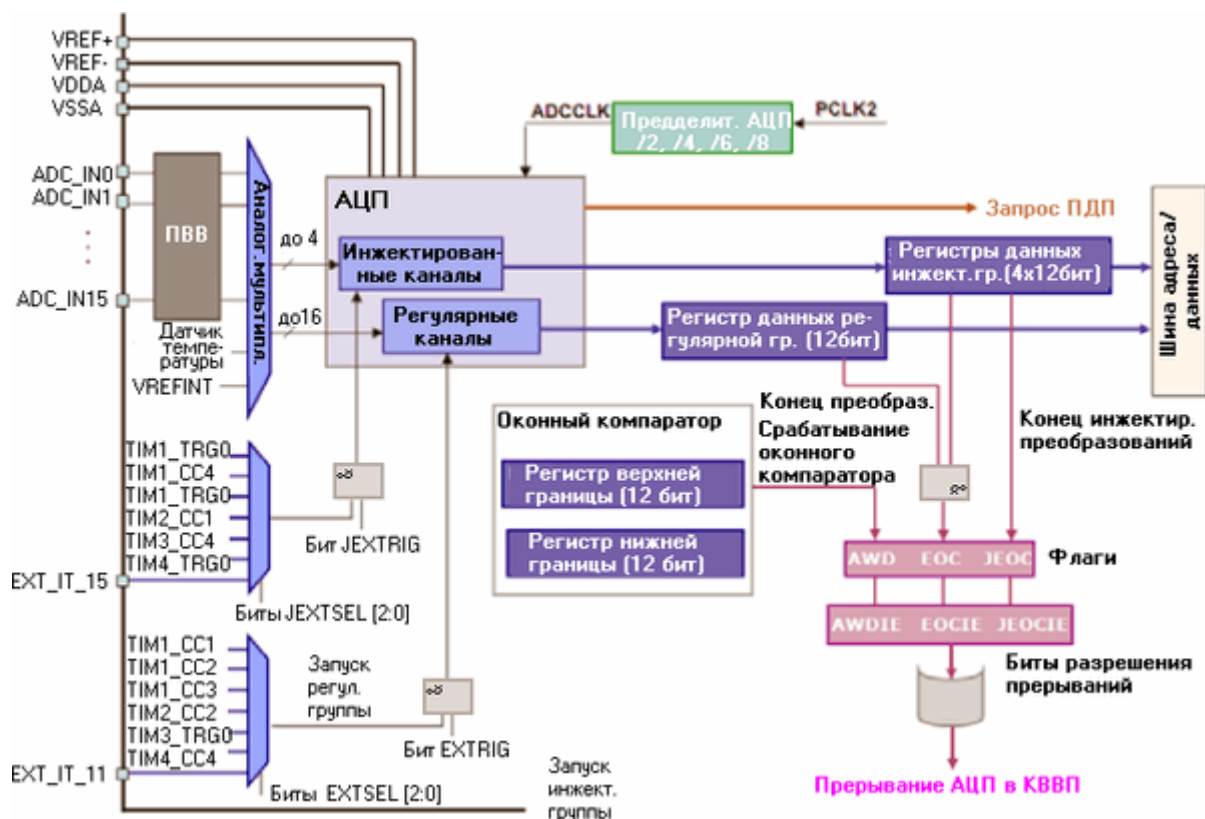 VREF+
VREF-
VDDA
VSSA
ADCCLK
PCLK2
Предделит. АЦП
/2, /4, /6, /8
ADC_IN0
ADC_IN1
ADC_IN15
ПВВ
Аналог. мультипл.
АЦП
до 4
Инжектирован-
ные каналы
до16
Регулярные
каналы
Запрос ПДП
Регистры данных
инжект.гр.(4х12бит)
Регистр данных ре-
гулярной гр. (12бит)
Шина адреса/
данных
Датчик
темпе-
ратуры
VREFINT
Оконный компаратор
Регистр верхней
границы (12 бит)
Регистр нижней
границы (12 бит)
Конец преобраз.
Срабатывание
оконного
компаратора
Конец инжектир.
преобразований
TIM1_TRG0
TIM1_CC4
TIM1_TRG0
TIM2_CC1
TIM3_CC4
TIM4_TRG0
EXT_IT_15
Бит JEXTRIG
Биты JEXTSEL [2:0]
AWD EOC JEOC
Флаги
AWDIE EOCIE JEOCIE
Биты разрешения
прерываний
TIM1_CC1
TIM1_CC2
TIM1_CC3
TIM2_CC2
TIM3_TRG0
TIM4_CC4
EXT_IT_11
Запуск
регул.
группы
Бит EXTRIG
Биты EXTSEL [2:0]
Запуск
инжект.
группы
Прерывание АЦП в КВВП